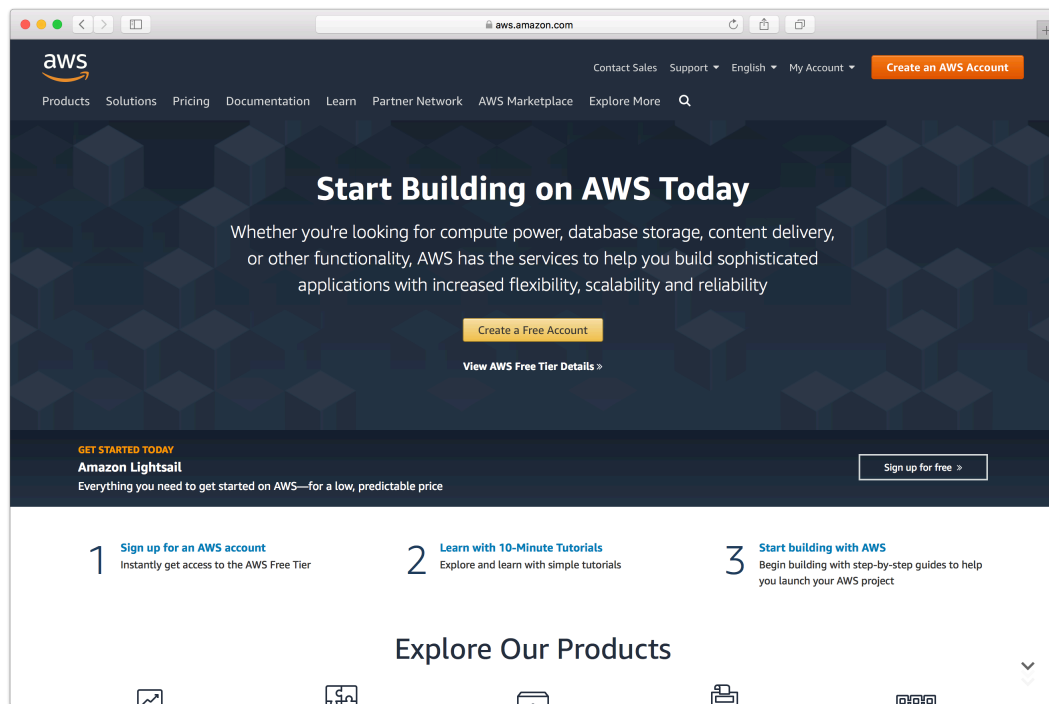 aws.amazon.com
aws
Contact Sales Support English My Account Create an AWS Account
Products Solutions Pricing Documentation Learn Partner Network AWS Marketplace Explore More
Start Building on AWS Today
Whether you're looking for compute power, database storage, content delivery,
or other functionality, AWS has the services to help you build sophisticated
applications with increased flexibility, scalability and reliability
Create a Free Account
View AWS Free Tier Details »
GET STARTED TODAY
Amazon Lightsail
Everything you need to get started on AWS—for a low, predictable price
Sign up for free »
1 Sign up for an AWS account
Instantly get access to the AWS Free Tier
2 Learn with 10-Minute Tutorials
Explore and learn with simple tutorials
3 Start building with AWS
Begin building with step-by-step guides to help
you launch your AWS project
Explore Our Products